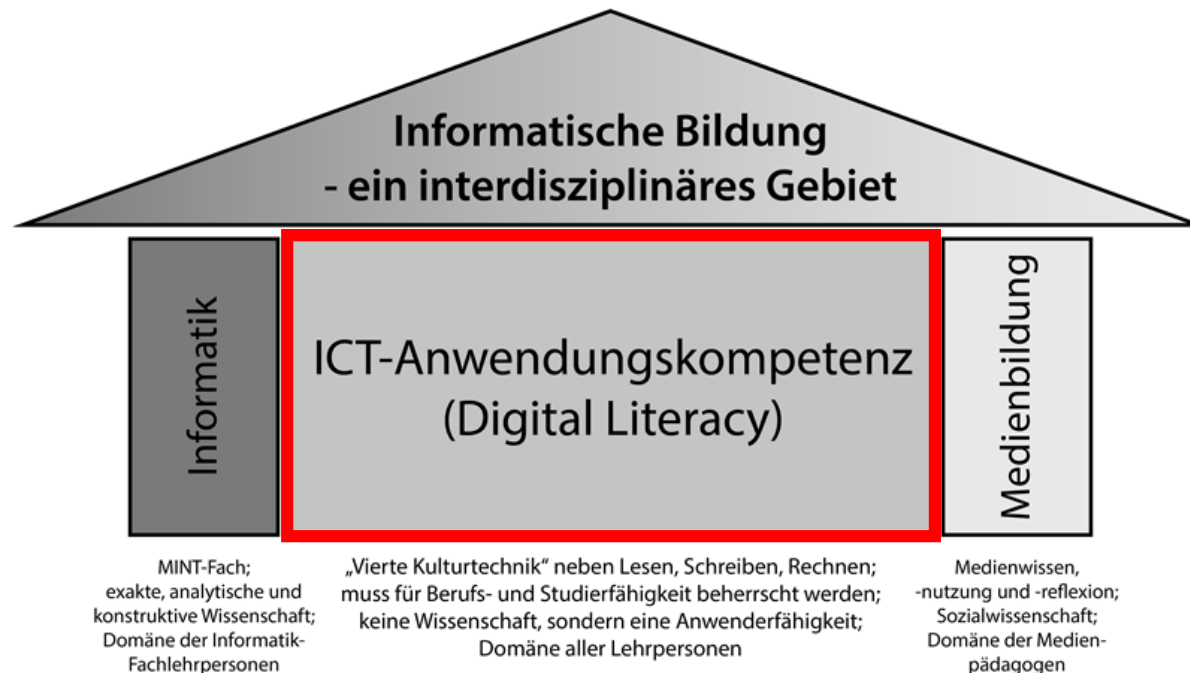 Informatische Bildung
- ein interdisziplinäres Gebiet
Informatik
ICT-Anwendungskompetenz
(Digital Literacy)
Medienbildung
MINT-Fach;
exakte, analytische und
konstruktive Wissenschaft;
Domäne der Informatik-
Fachlehrpersonen
„Vierte Kulturtechnik“ neben Lesen, Schreiben, Rechnen;
muss für Berufs- und Studierfähigkeit beherrscht werden;
keine Wissenschaft, sondern eine Anwenderfähigkeit;
Domäne aller Lehrpersonen
Medienwissen,
-nutzung und -reflexion;
Sozialwissenschaft;
Domäne der Medien-
pädagogen